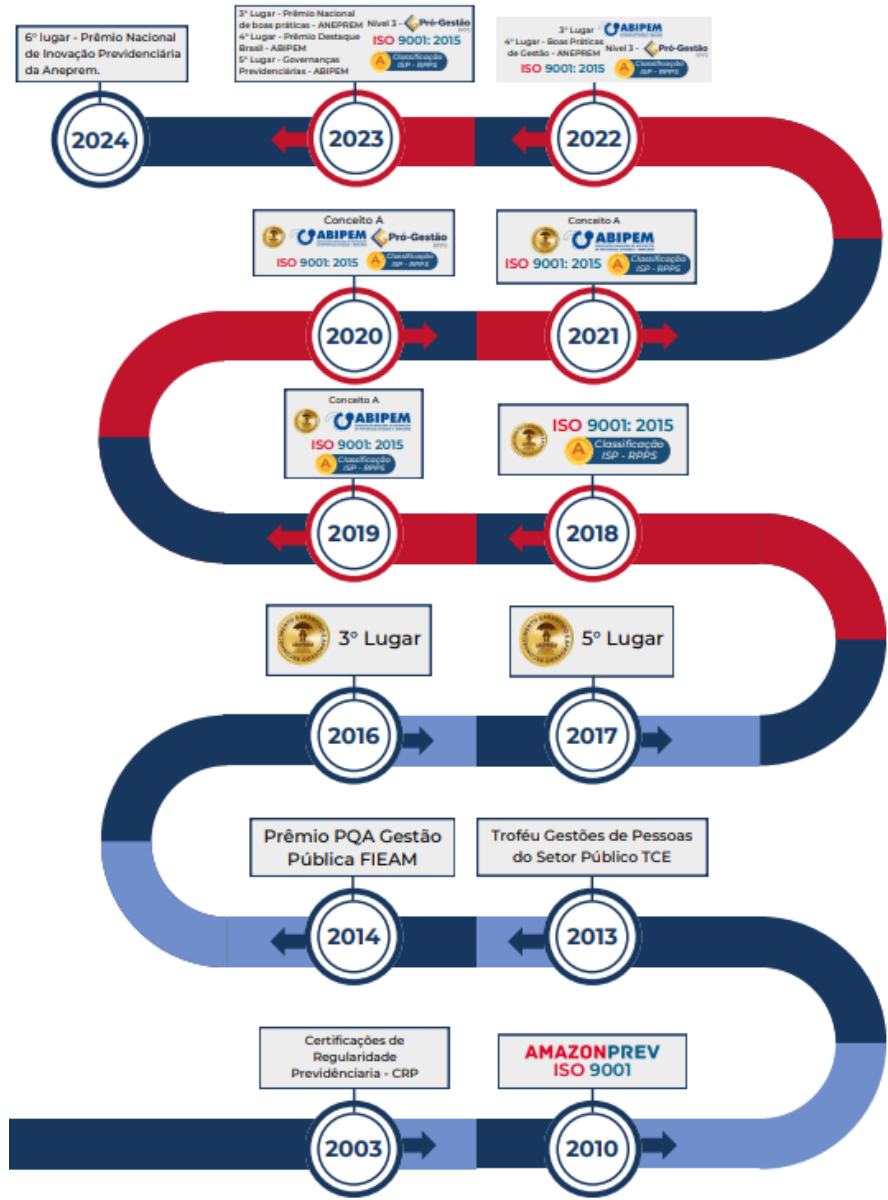 6º lugar - Prêmio Nacional
de Inovação Previdenciária
da Aneprem.
2024
3º Lugar - Prêmio Nacional
de boas práticas - ANEPREM
4º Lugar - Prêmio Destaque
Brasil - ABIPEM
5º Lugar - Governanças
Previdenciárias - ABIPEM
Nível 3 - Pró-Gestão
ISO 9001: 2015
A Classificação
ISP - RPPS
2023
3º Lugar ABIPEM
4º Lugar - Boas Práticas
de Gestão - ANEPREM
Nível 3 - Pró-Gestão
ISO 9001: 2015
A Classificação
ISP - RPPS
2022
Conceito A
ABIPEM Pró-Gestão
RPPS
ISO 9001: 2015
A Classificação
ISP - RPPS
2020
Conceito A
ABIPEM
ISO 9001: 2015
A Classificação
ISP - RPPS
2021
Conceito A
ABIPEM
ISO 9001: 2015
A Classificação
ISP - RPPS
2019
ISO 9001: 2015
A Classificação
ISP - RPPS
2018
3º Lugar
2016
5º Lugar
2017
Prêmio PQA Gestão
Pública FIEAM
2014
Troféu Gestões de Pessoas
do Setor Público TCE
2013
Certificações de
Regularidade
Previdênciaria - CRP
2003
AMAZONPREV
ISO 9001
2010